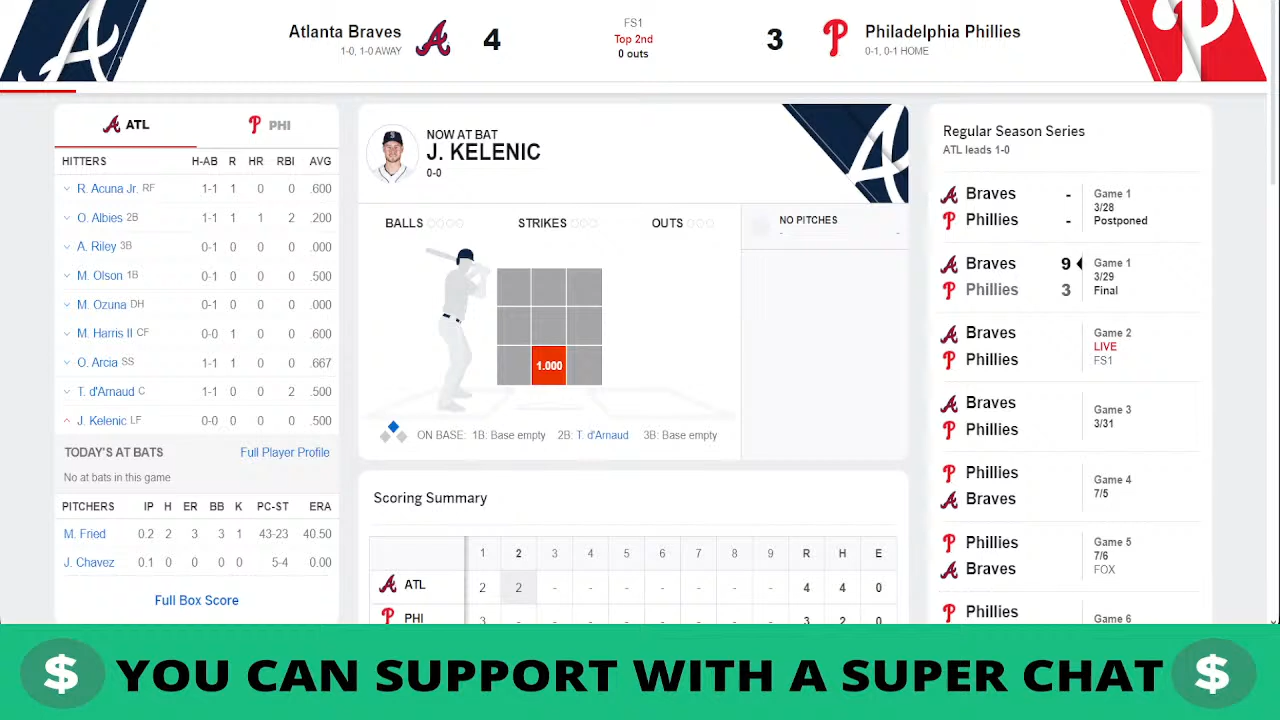 Atlanta Braves
1-0, 1-0 AWAY
4
FS1
Top 2nd
0 outs
3
Philadelphia Phillies
0-1, 0-1 HOME
ATL
PHI
HITTERS H-AB R HR RBI AVG
R. Acuna Jr. RF 1-1 1 0 0 .600
O. Albies 2B 1-1 1 1 2 .200
A. Riley 3B 0-1 0 0 0 .000
M. Olson 1B 0-1 0 0 0 .500
M. Ozuna DH 0-1 0 0 0 .000
M. Harris II CF 0-0 1 0 0 .600
O. Arcia SS 1-1 1 0 0 .667
T. d'Arnaud C 1-1 0 0 2 .500
J. Kelenic LF 0-0 0 0 0 .500
TODAY'S AT BATS Full Player Profile
No at bats in this game
PITCHERS IP H ER BB K PC-ST ERA
M. Fried 0.2 2 3 3 1 43-23 40.50
J. Chavez 0.1 0 0 0 0 5-4 0.00
Full Box Score
NOW AT BAT
J. KELENIC
0-0
BALLS STRIKES OUTS
NO PITCHES
- -
1.000
ON BASE: 1B: Base empty 2B: T. d'Arnaud 3B: Base empty
Scoring Summary
1 2 3 4 5 6 7 8 9 R H E
ATL 2 2 - - - - - - - 4 4 0
PHI 3 - - - - - - - - 3 2 0
Regular Season Series
ATL leads 1-0
Braves - Game 1
3/28
Phillies - Postponed
Braves 9 Game 1
3/29
Phillies 3 Final
Braves Game 2
LIVE
Phillies FS1
Braves Game 3
Phillies 3/31
Phillies Game 4
Braves 7/5
Phillies Game 5
7/6
Braves FOX
Phillies Game 6
$ YOU CAN SUPPORT WITH A SUPER CHAT $